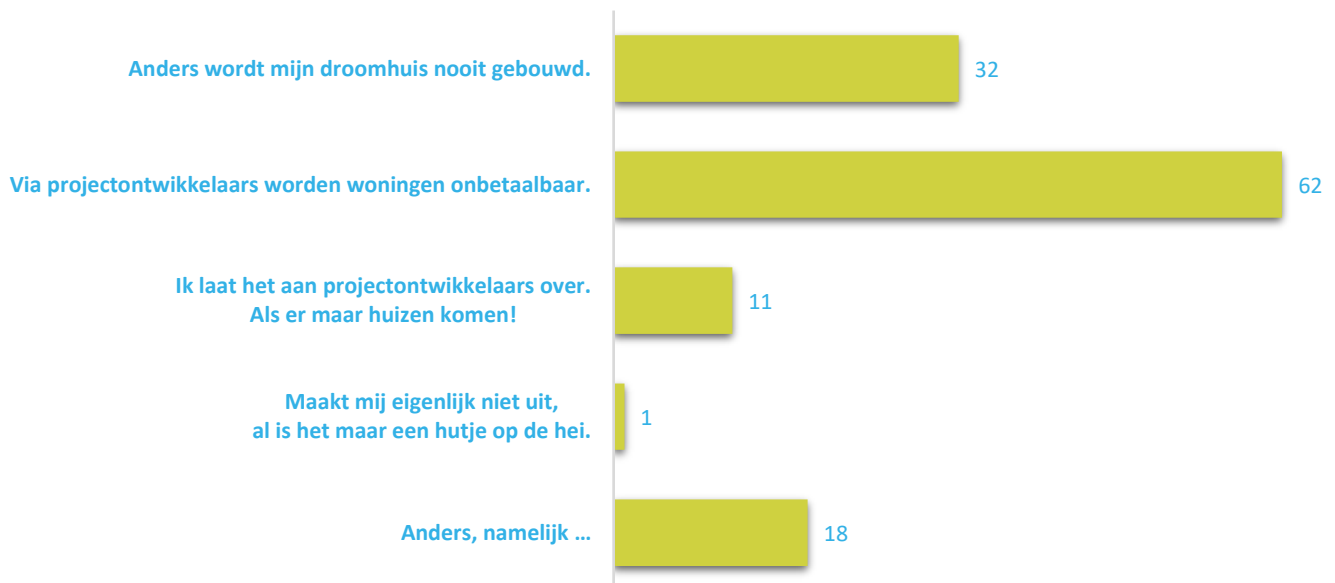 Anders wordt mijn droomhuis nooit gebouwd.
32
Via projectontwikkelaars worden woningen onbetaalbaar.
62
Ik laat het aan projectontwikkelaars over.
Als er maar huizen komen!
11
Maakt mij eigenlijk niet uit,
al is het maar een hutje op de hei.
1
Anders, namelijk …
18